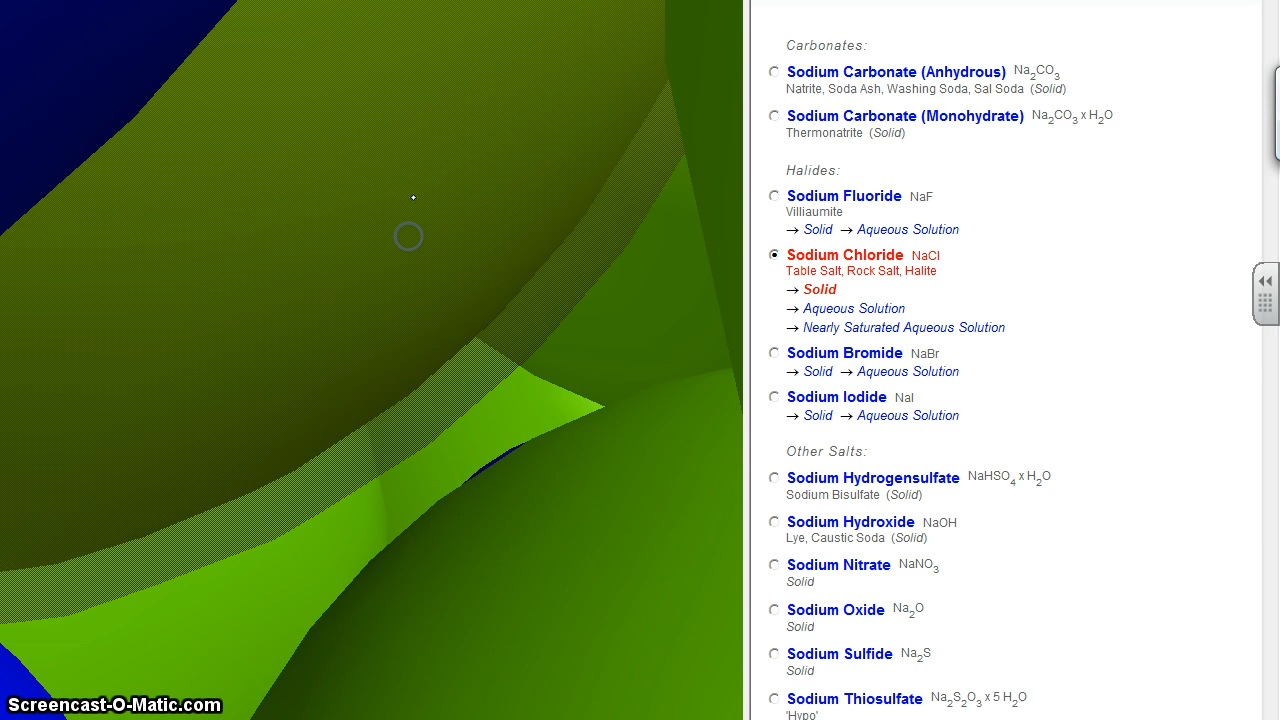 Carbonates:
Sodium Carbonate (Anhydrous) Na2CO3
Natrite, Soda Ash, Washing Soda, Sal Soda (Solid)
Sodium Carbonate (Monohydrate) Na2CO3 x H2O
Thermonatrite (Solid)
Halides:
Sodium Fluoride NaF
Villiaumite
→ Solid → Aqueous Solution
Sodium Chloride NaCl
Table Salt, Rock Salt, Halite
→ Solid
→ Aqueous Solution
→ Nearly Saturated Aqueous Solution
Sodium Bromide NaBr
→ Solid → Aqueous Solution
Sodium Iodide NaI
→ Solid → Aqueous Solution
Other Salts:
Sodium Hydrogensulfate NaHSO4 x H2O
Sodium Bisulfate (Solid)
Sodium Hydroxide NaOH
Lye, Caustic Soda (Solid)
Sodium Nitrate NaNO3
Solid
Sodium Oxide Na2O
Solid
Sodium Sulfide Na2S
Solid
Sodium Thiosulfate Na2S2O3 x 5 H2O
'Hypo'
Screencast-O-Matic.com